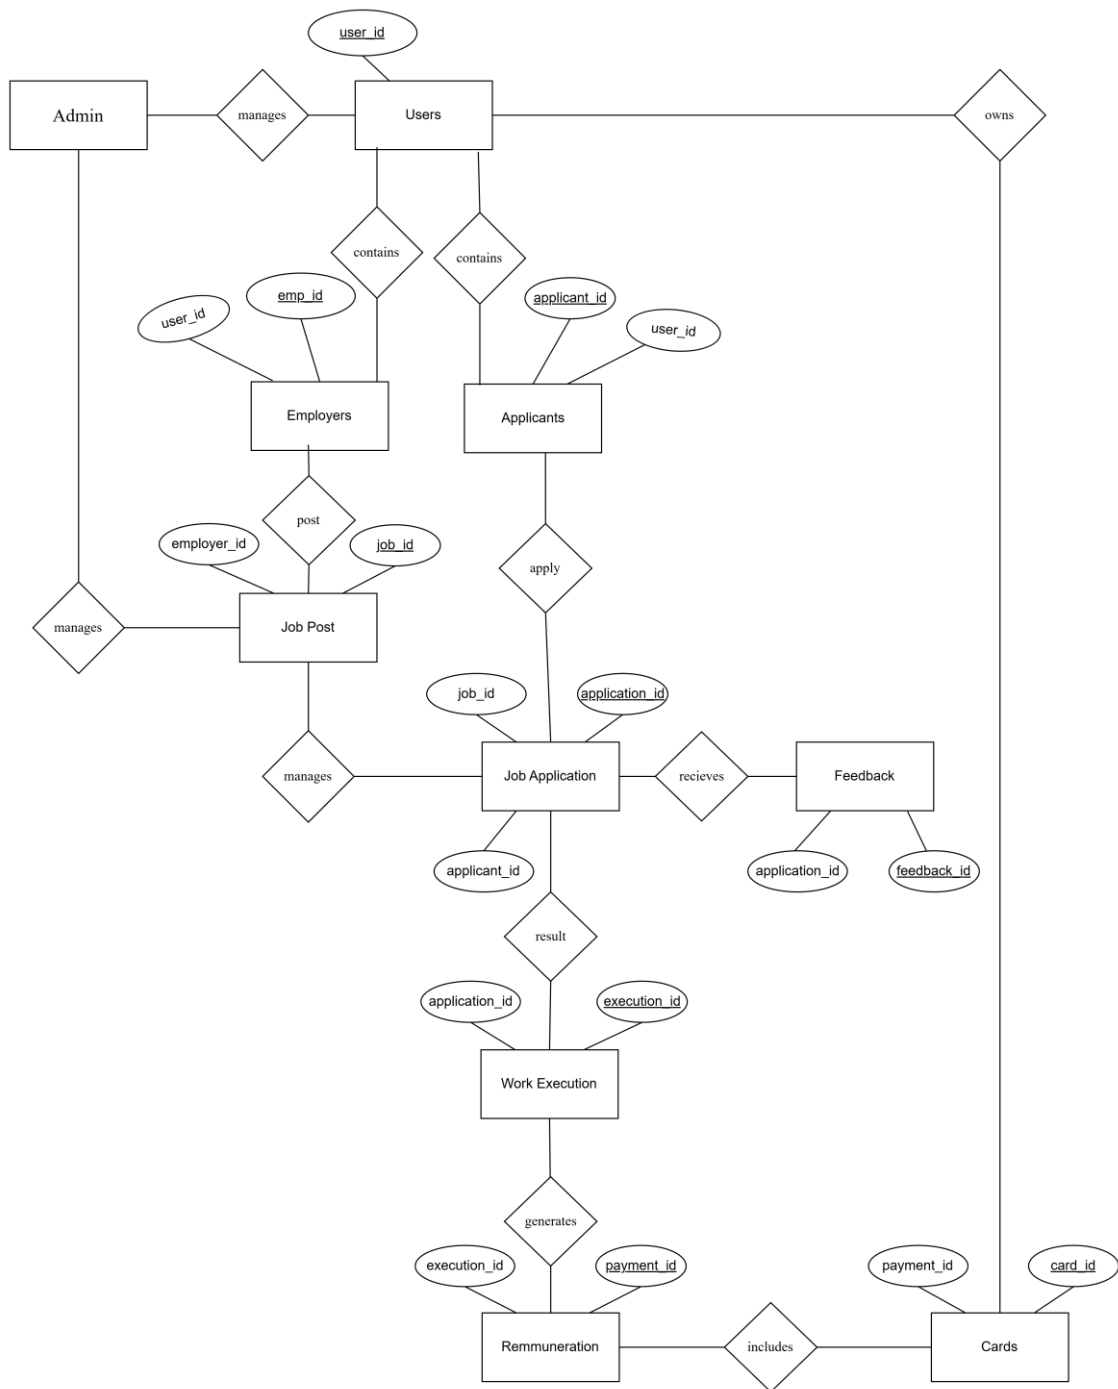 user_id
Admin
manages
Users
owns
contains
contains
emp_id
applicant_id
user_id
user_id
Employers
Applicants
post
employer_id
job_id
apply
manages
Job Post
job_id
application_id
manages
Job Application
recieves
Feedback
applicant_id
application_id
feedback_id
result
application_id
execution_id
Work Execution
generates
execution_id
payment_id
payment_id
card_id
Remmuneration
includes
Cards